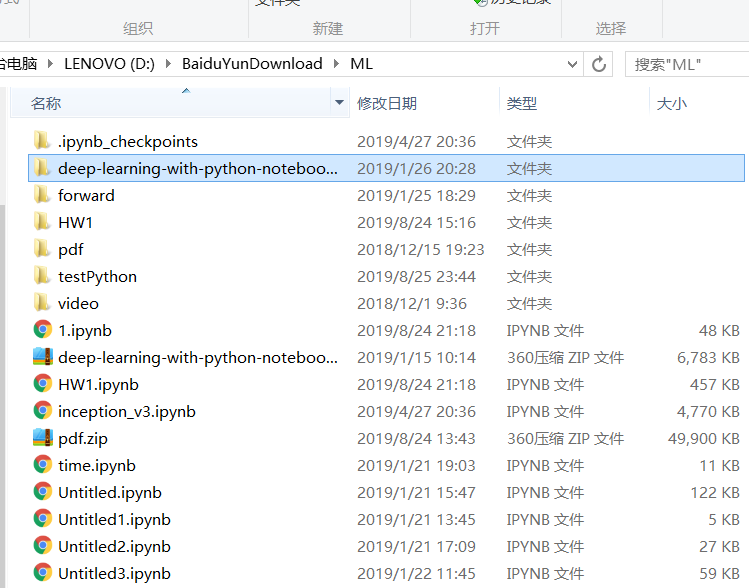 文件夹 历史记录
组织 新建 打开 选择
电脑 LENOVO (D:) BaiduYunDownload ML 搜索"ML"
名称 修改日期 类型 大小
.ipynb_checkpoints 2019/4/27 20:36 文件夹
deep-learning-with-python-noteboo... 2019/1/26 20:28 文件夹
forward 2019/1/25 18:29 文件夹
HW1 2019/8/24 15:16 文件夹
pdf 2018/12/15 19:23 文件夹
testPython 2019/8/25 23:44 文件夹
video 2018/12/1 9:36 文件夹
1.ipynb 2019/8/24 21:18 IPYNB 文件 48 KB
deep-learning-with-python-noteboo... 2019/1/15 10:14 360压缩 ZIP 文件 6,783 KB
HW1.ipynb 2019/8/24 21:18 IPYNB 文件 457 KB
inception_v3.ipynb 2019/4/27 20:36 IPYNB 文件 4,770 KB
pdf.zip 2019/8/24 13:43 360压缩 ZIP 文件 49,900 KB
time.ipynb 2019/1/21 19:03 IPYNB 文件 11 KB
Untitled.ipynb 2019/1/21 15:47 IPYNB 文件 122 KB
Untitled1.ipynb 2019/1/21 13:45 IPYNB 文件 5 KB
Untitled2.ipynb 2019/1/21 17:09 IPYNB 文件 27 KB
Untitled3.ipynb 2019/1/22 11:45 IPYNB 文件 59 KB